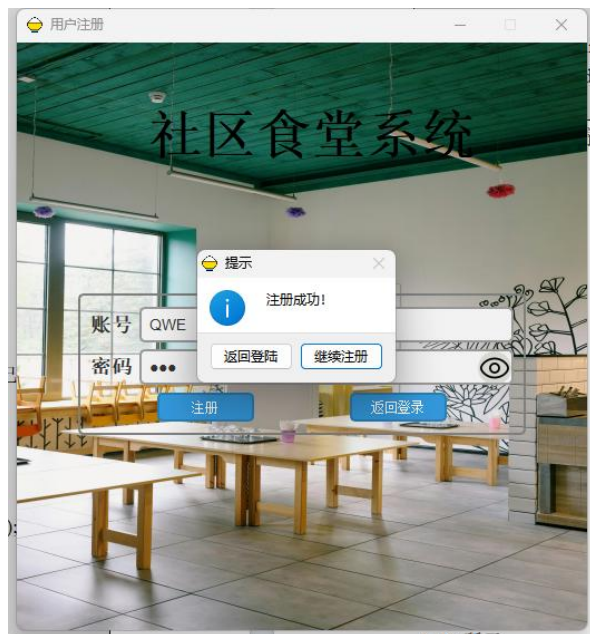 用户注册
社区食堂系统
提示
注册成功!
账号 QWE
返回登陆 继续注册
密码 •••
注册 返回登录